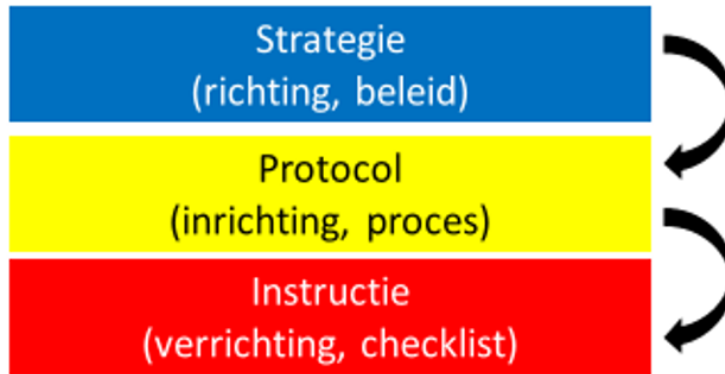 Strategie
(richting, beleid)
Protocol
(inrichting, proces)
Instructie
(verrichting, checklist)